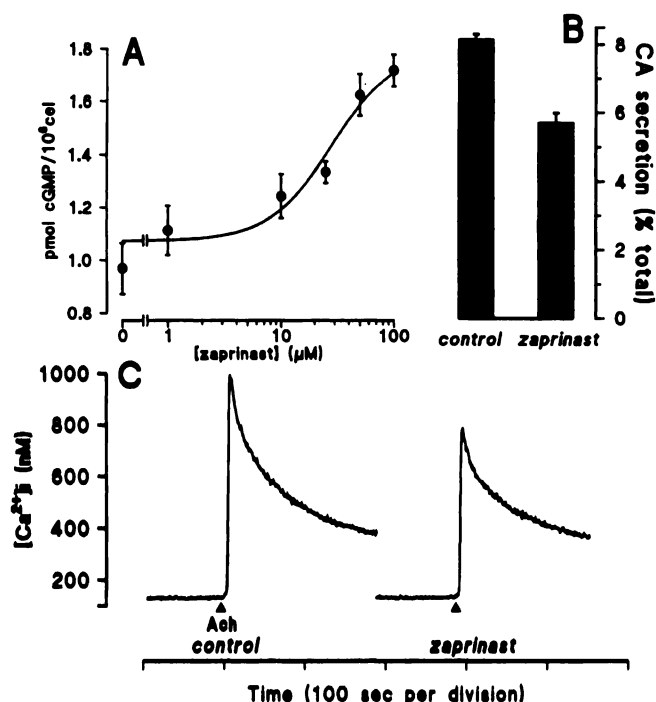 A
pmol cGMP/10⁶cel
1.8
1.6
1.4
1.2
1.0
0.8
0 1 10 100
[zaprinast] (μM)
B
CA secretion (% total)
8
6
4
2
0
control zaprinast
C
[Ca²⁺]i (nM)
1000
800
600
400
200
Ach
control zaprinast
Time (100 sec per division)